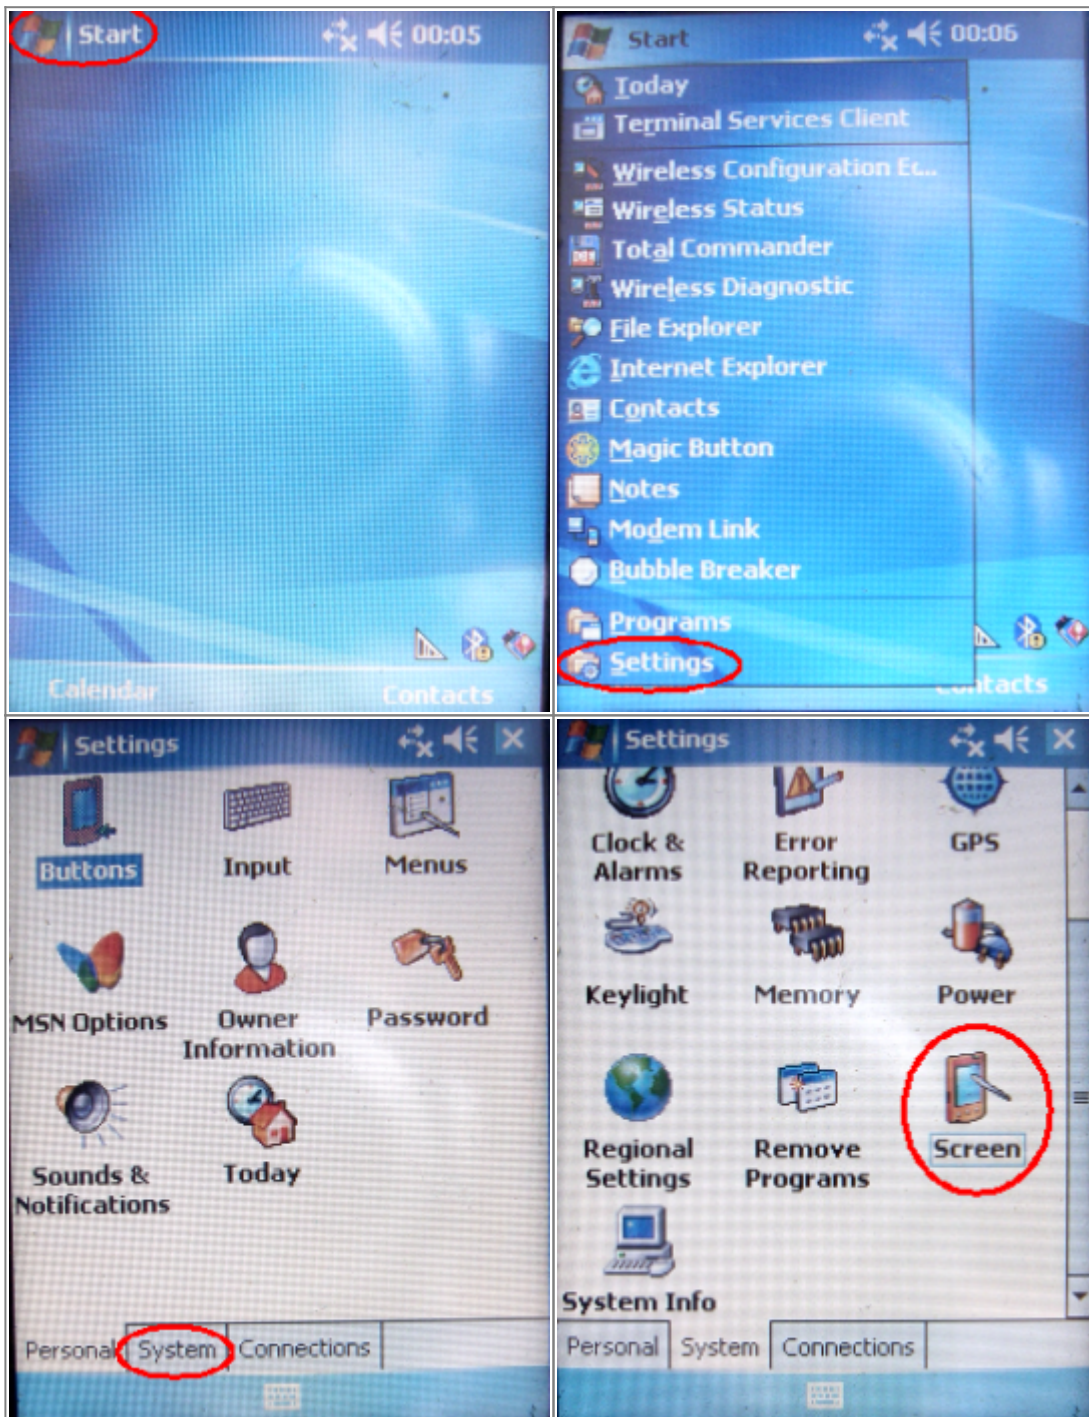 Start 00:05
Calendar Contacts
Start 00:06
Today
Terminal Services Client
Wireless Configuration Ec...
Wireless Status
Total Commander
Wireless Diagnostic
File Explorer
Internet Explorer
Contacts
Magic Button
Notes
Modem Link
Bubble Breaker
Programs
Settings
ntacts
Settings
Buttons Input Menus
MSN Options Owner Password
Information
Sounds & Today
Notifications
Personal System Connections
Settings
Clock & Error GPS
Alarms Reporting
Keylight Memory Power
Regional Remove Screen
Settings Programs
System Info
Personal System Connections